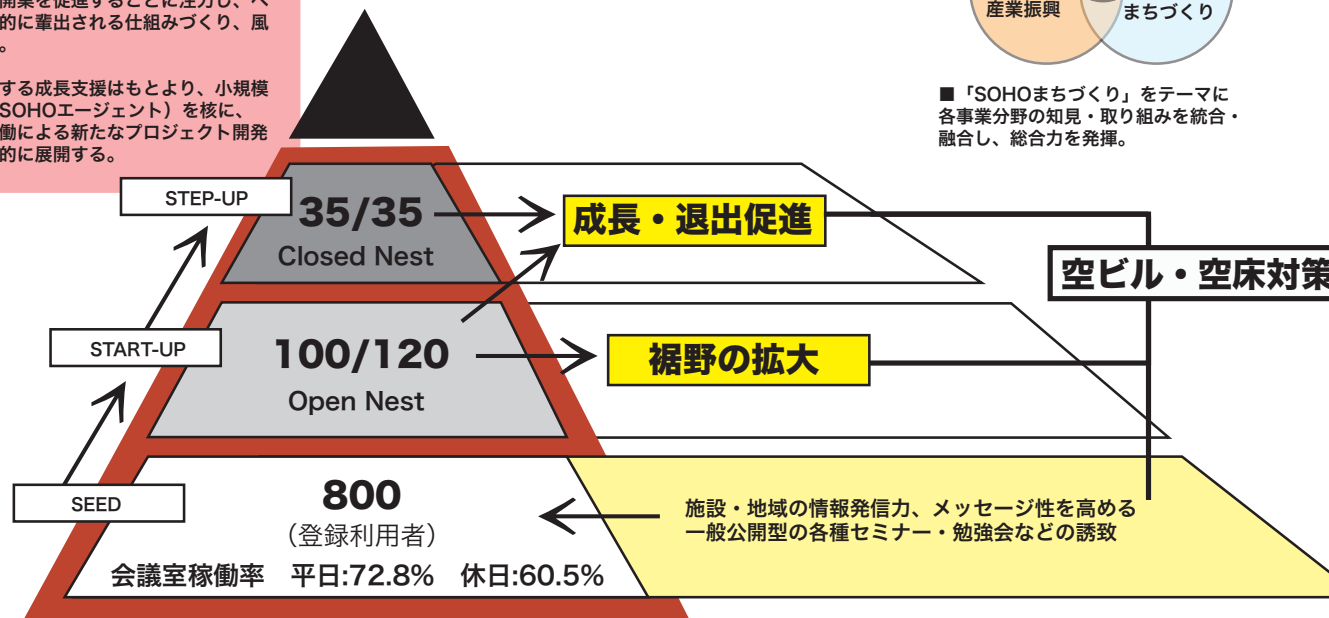 開業を促進することに注力し、ベ
的に輩出される仕組みづくり、風
。
する成長支援はもとより、小規模
SOHOエージェント）を核に、
働による新たなプロジェクト開発
的に展開する。
産業振興
まちづくり
■「SOHOまちづくり」をテーマに
各事業分野の知見・取り組みを統合・
融合し、総合力を発揮。
STEP-UP
35/35
Closed Nest
成長・退出促進
空ビル・空床対策
START-UP
100/120
Open Nest
裾野の拡大
SEED
800
（登録利用者）
会議室稼働率 平日:72.8% 休日:60.5%
施設・地域の情報発信力、メッセージ性を高める
一般公開型の各種セミナー・勉強会などの誘致